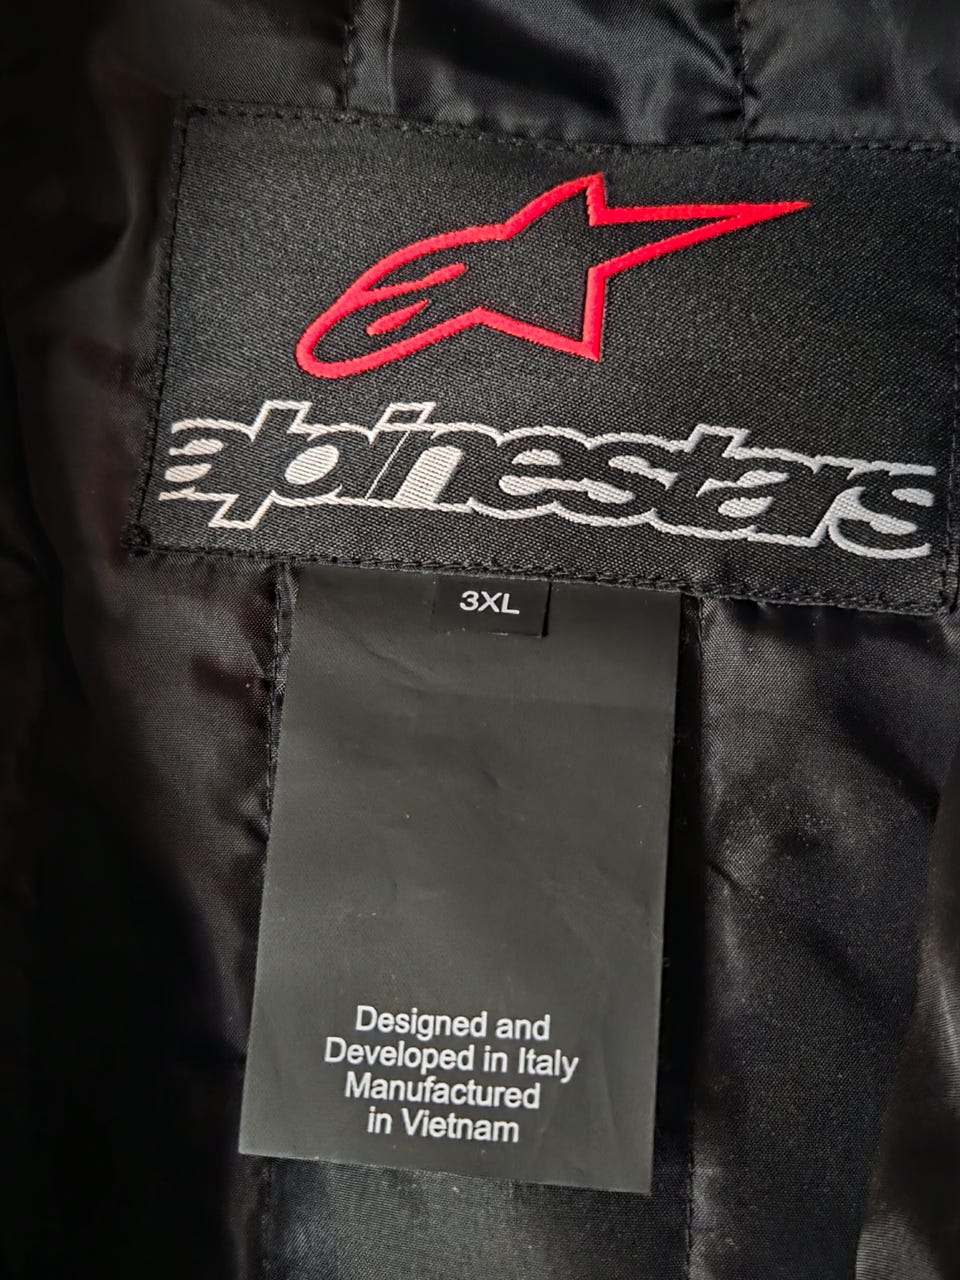 alpinestars
3XL
Designed and
Developed in Italy
Manufactured
in Vietnam